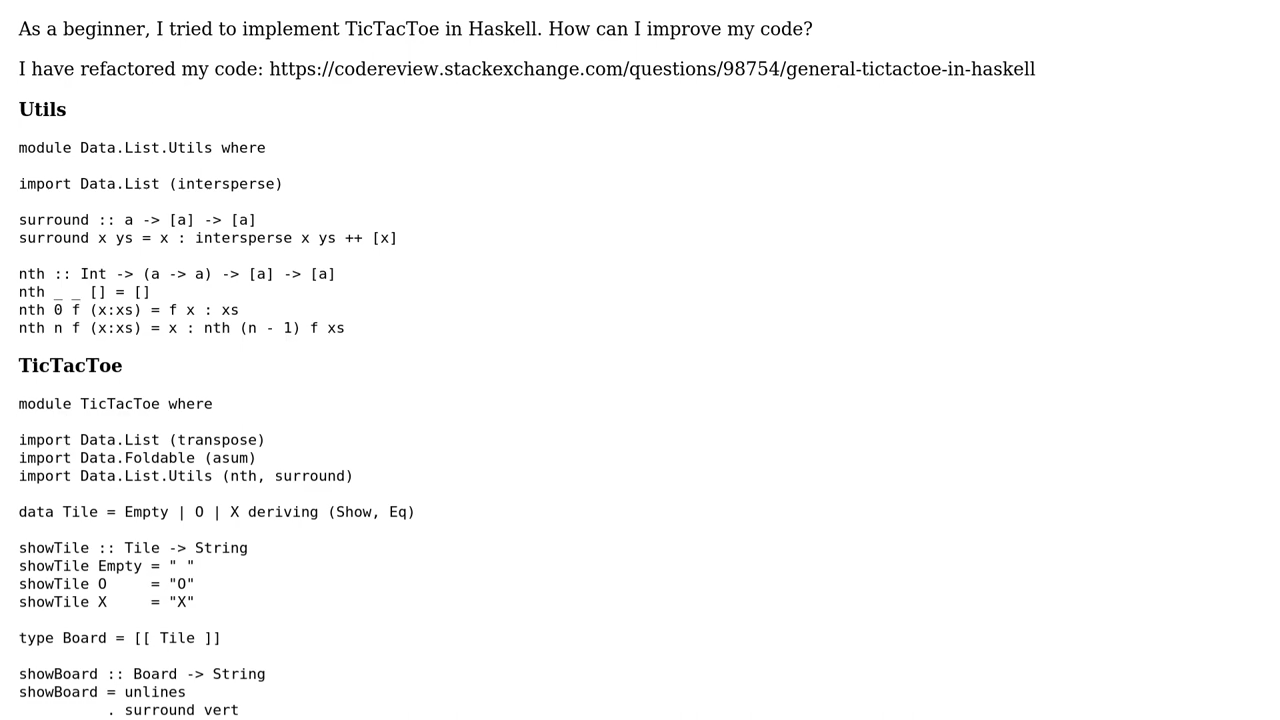 As a beginner, I tried to implement TicTacToe in Haskell. How can I improve my code?
I have refactored my code: https://codereview.stackexchange.com/questions/98754/general-tictactoe-in-haskell
Utils
module Data.List.Utils where
import Data.List (intersperse)
surround :: a -> [a] -> [a]
surround x ys = x : intersperse x ys ++ [x]
nth :: Int -> (a -> a) -> [a] -> [a]
nth _ _ [] = []
nth 0 f (x:xs) = f x : xs
nth n f (x:xs) = x : nth (n - 1) f xs
TicTacToe
module TicTacToe where
import Data.List (transpose)
import Data.Foldable (asum)
import Data.List.Utils (nth, surround)
data Tile = Empty | O | X deriving (Show, Eq)
showTile :: Tile -> String
showTile Empty = " "
showTile O     = "O"
showTile X     = "X"
type Board = [[ Tile ]]
showBoard :: Board -> String
showBoard = unlines
          . surround vert